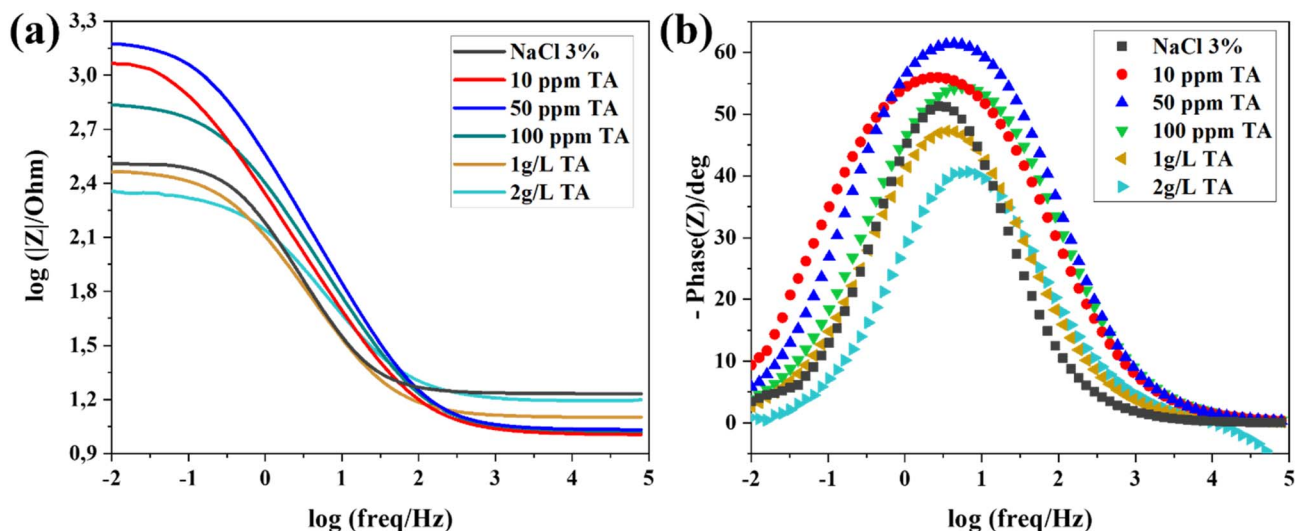 (a)
log (|Z|/Ohm)
3,3
3,0
2,7
2,4
2,1
1,8
1,5
1,2
0,9
NaCl 3%
10 ppm TA
50 ppm TA
100 ppm TA
1g/L TA
2g/L TA
-2 -1 0 1 2 3 4 5
log (freq/Hz)
(b)
- Phase(Z)/deg
60
50
40
30
20
10
0
NaCl 3%
10 ppm TA
50 ppm TA
100 ppm TA
1g/L TA
2g/L TA
-2 -1 0 1 2 3 4 5
log (freq/Hz)